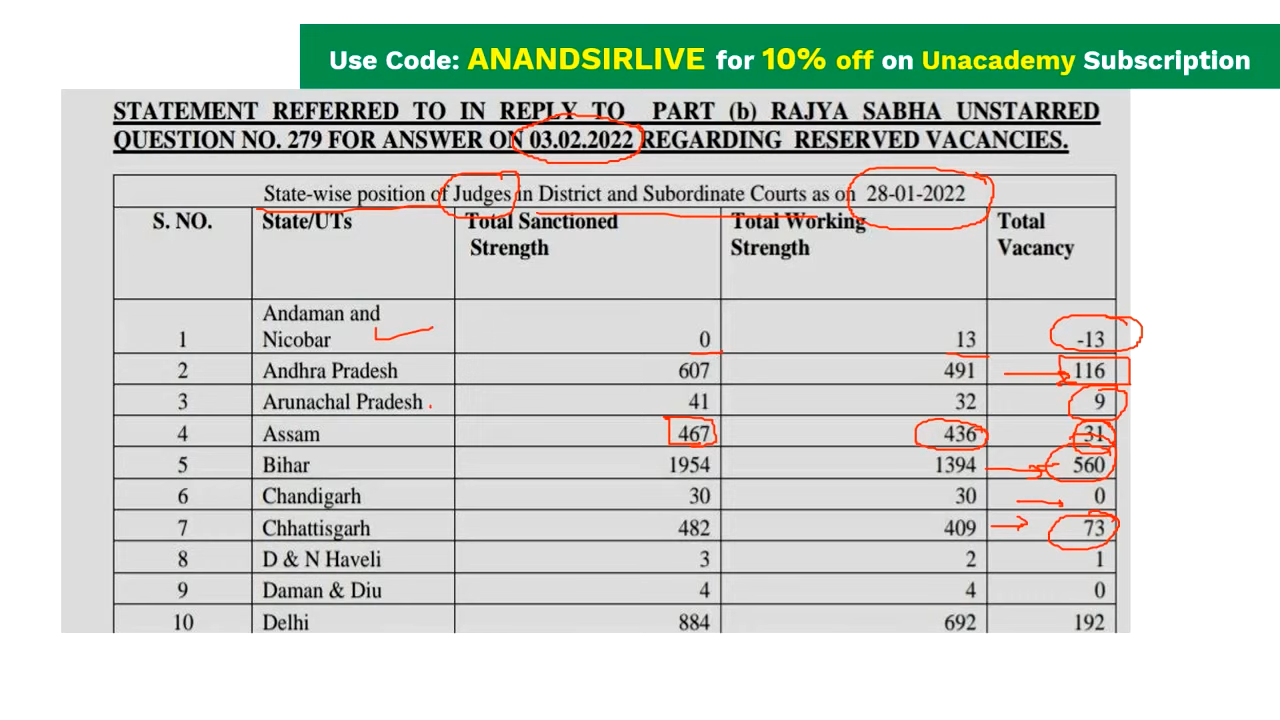 Use Code: ANANDSIRLIVE for 10% off on Unacademy Subscription
STATEMENT REFERRED TO IN REPLY TO PART (b) RAJYA SABHA UNSTARRED
QUESTION NO. 279 FOR ANSWER ON 03.02.2022 REGARDING RESERVED VACANCIES.
State-wise position of Judges in District and Subordinate Courts as on 28-01-2022
S. NO. State/UTs Total Sanctioned Strength Total Working Strength Total Vacancy
1 Andaman and Nicobar 0 13 -13
2 Andhra Pradesh 607 491 116
3 Arunachal Pradesh 41 32 9
4 Assam 467 436 31
5 Bihar 1954 1394 560
6 Chandigarh 30 30 0
7 Chhattisgarh 482 409 73
8 D & N Haveli 3 2 1
9 Daman & Diu 4 4 0
10 Delhi 884 692 192